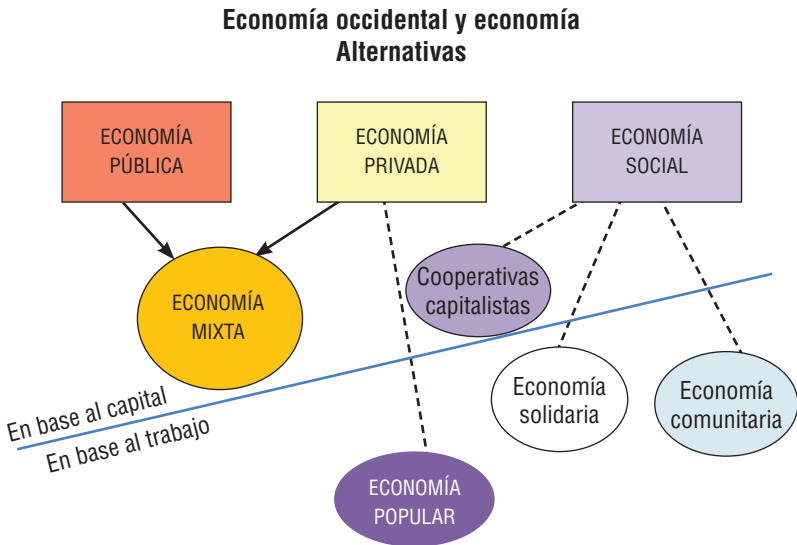 Economía occidental y economía
Alternativas
ECONOMÍA
PÚBLICA
ECONOMÍA
PRIVADA
ECONOMÍA
SOCIAL
Cooperativas
capitalistas
ECONOMÍA
MIXTA
Economía
solidaria
Economía
comunitaria
En base al capital
En base al trabajo
ECONOMÍA
POPULAR